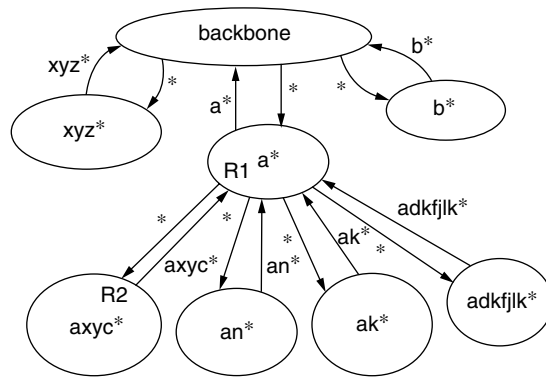 backbone
xyz*
*
*
b*
xyz*
a*
*
b*
R1 a*
*
*
*
adkfjlk*
axyc*
an*
ak*
*
R2
axyc*
an*
ak*
adkfjlk*